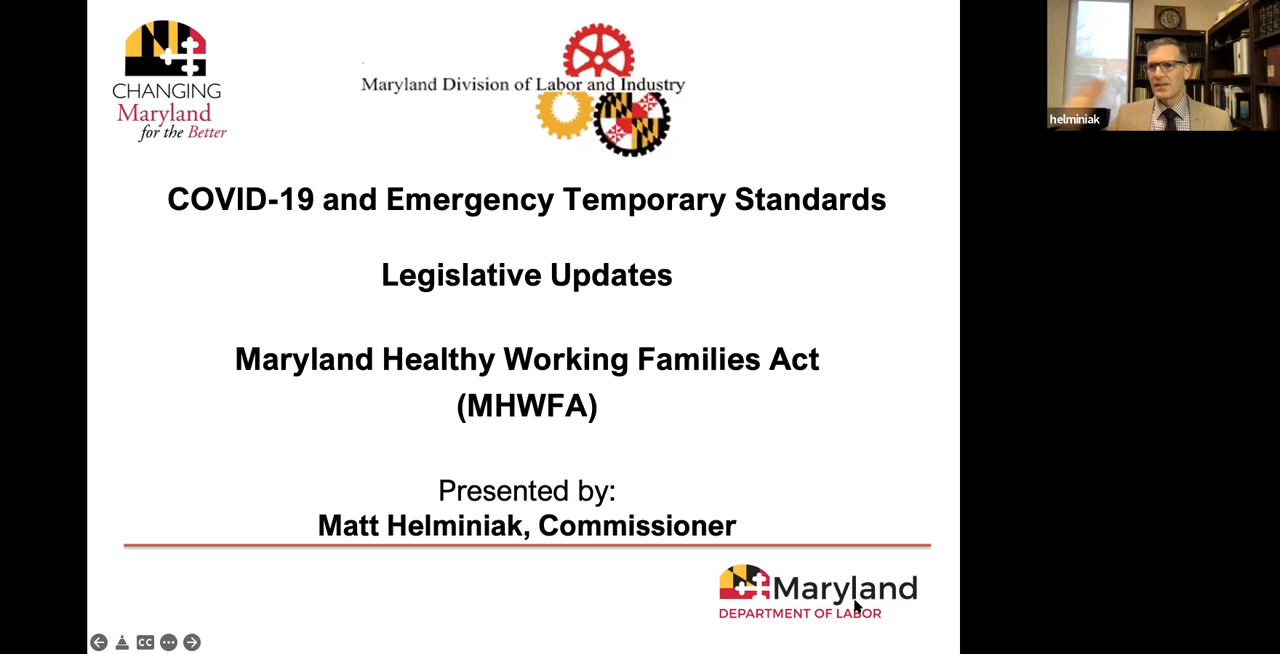 CHANGING
Maryland
for the Better
Maryland Division of Labor and Industry
helminiak
COVID-19 and Emergency Temporary Standards
Legislative Updates
Maryland Healthy Working Families Act
(MHWFA)
Presented by:
Matt Helminiak, Commissioner
Maryland
DEPARTMENT OF LABOR
CC